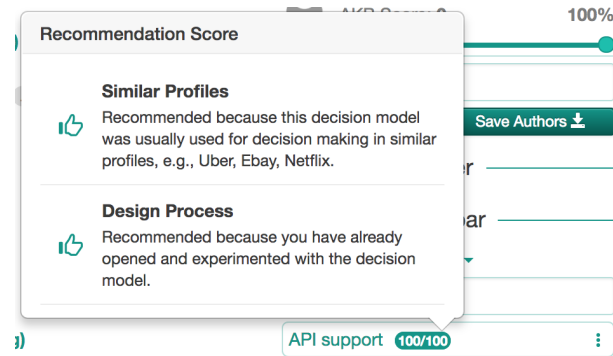 100%
Recommendation Score
Similar Profiles
Recommended because this decision model
was usually used for decision making in similar
profiles, e.g., Uber, Ebay, Netflix.
Save Authors
Design Process
Recommended because you have already
opened and experimented with the decision
model.
API support 100/100